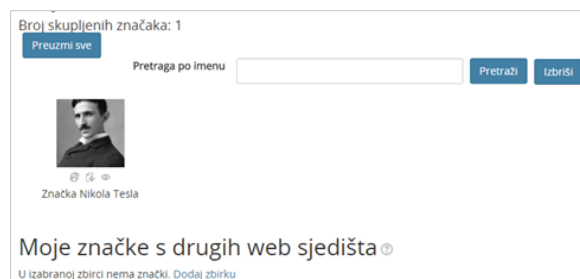 Broj skupljenih značaka: 1
Preuzmi sve
Pretraga po imenu
Pretraži
Izbriši
Značka Nikola Tesla
Moje značke s drugih web sjedišta
U izabranoj zbirci nema znački. Dodaj zbirku